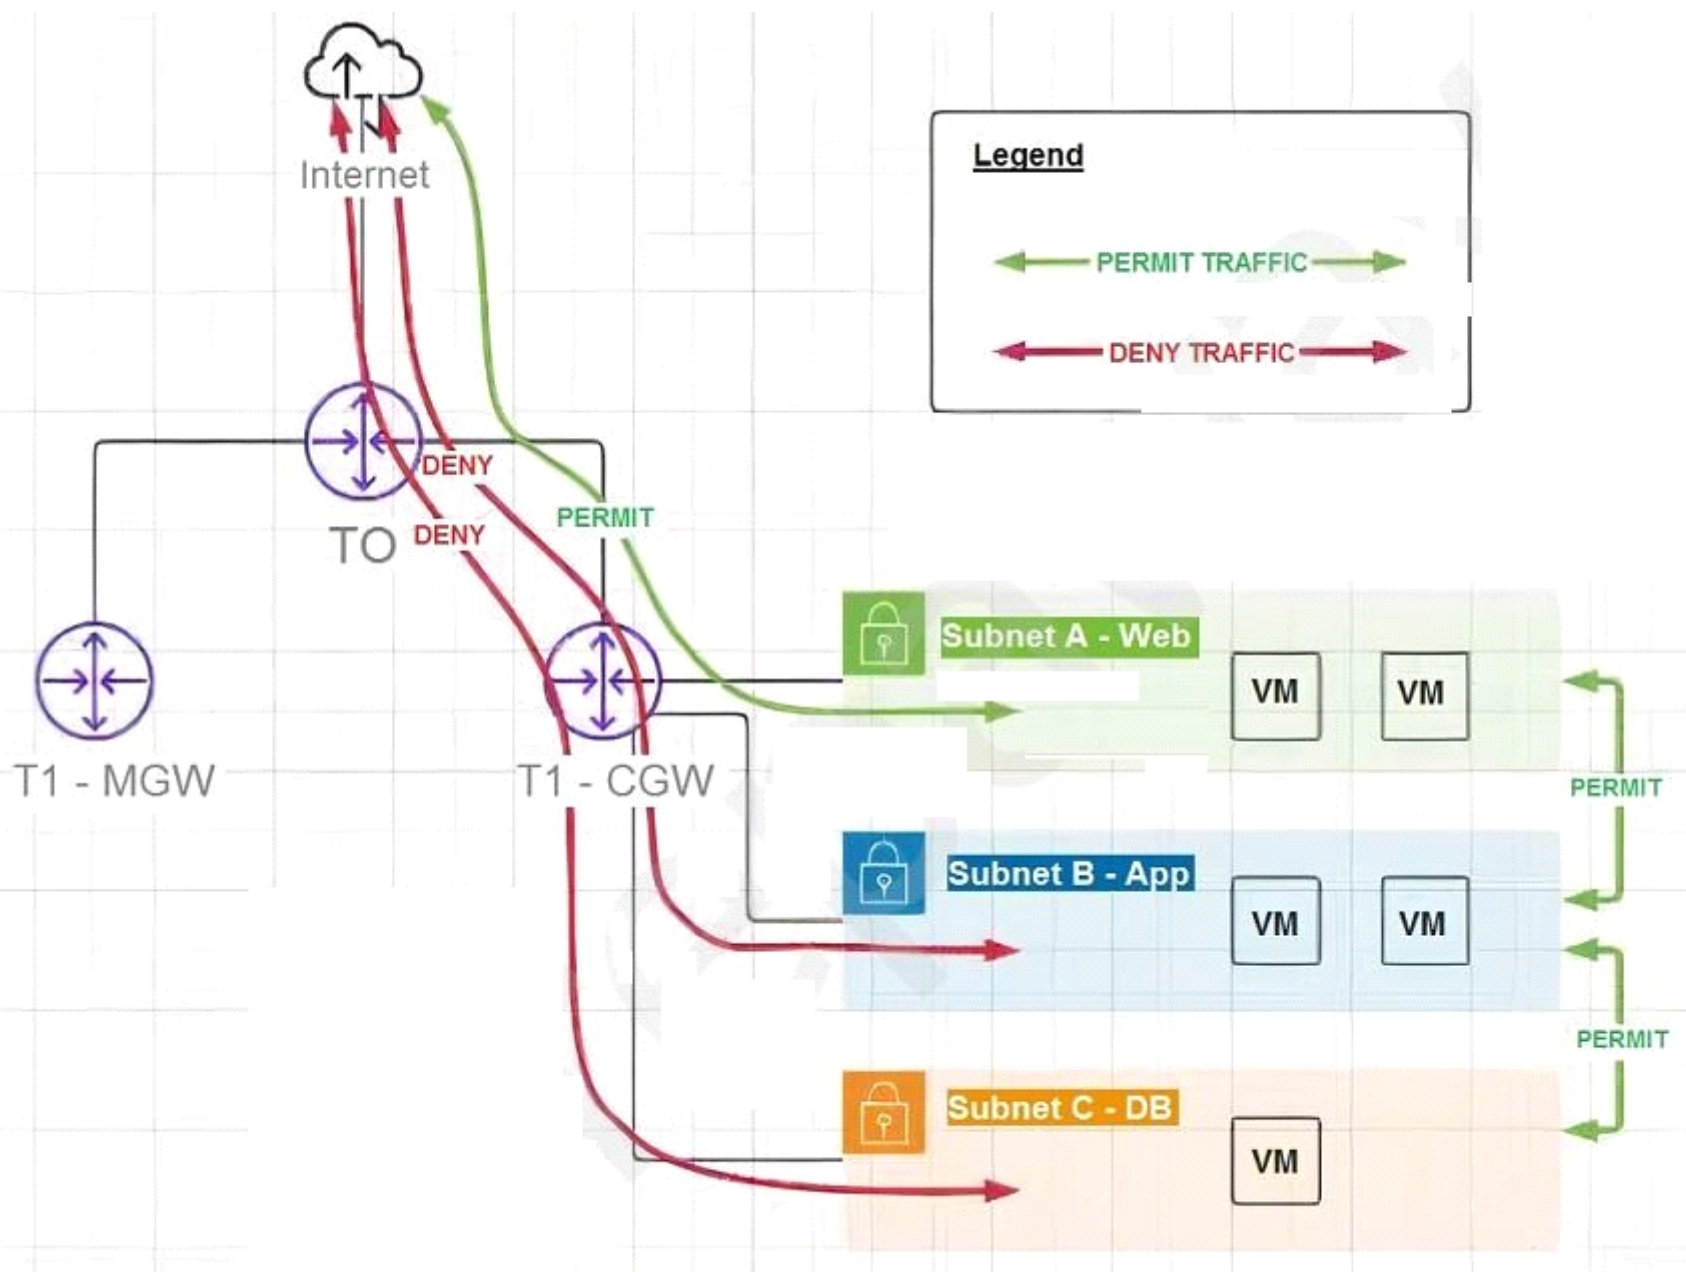 Internet
Legend
PERMIT TRAFFIC
DENY TRAFFIC
DENY
PERMIT
DENY
TO
Subnet A - Web
VM
VM
T1 - MGW
T1 - CGW
PERMIT
Subnet B - App
VM
VM
PERMIT
Subnet C - DB
VM